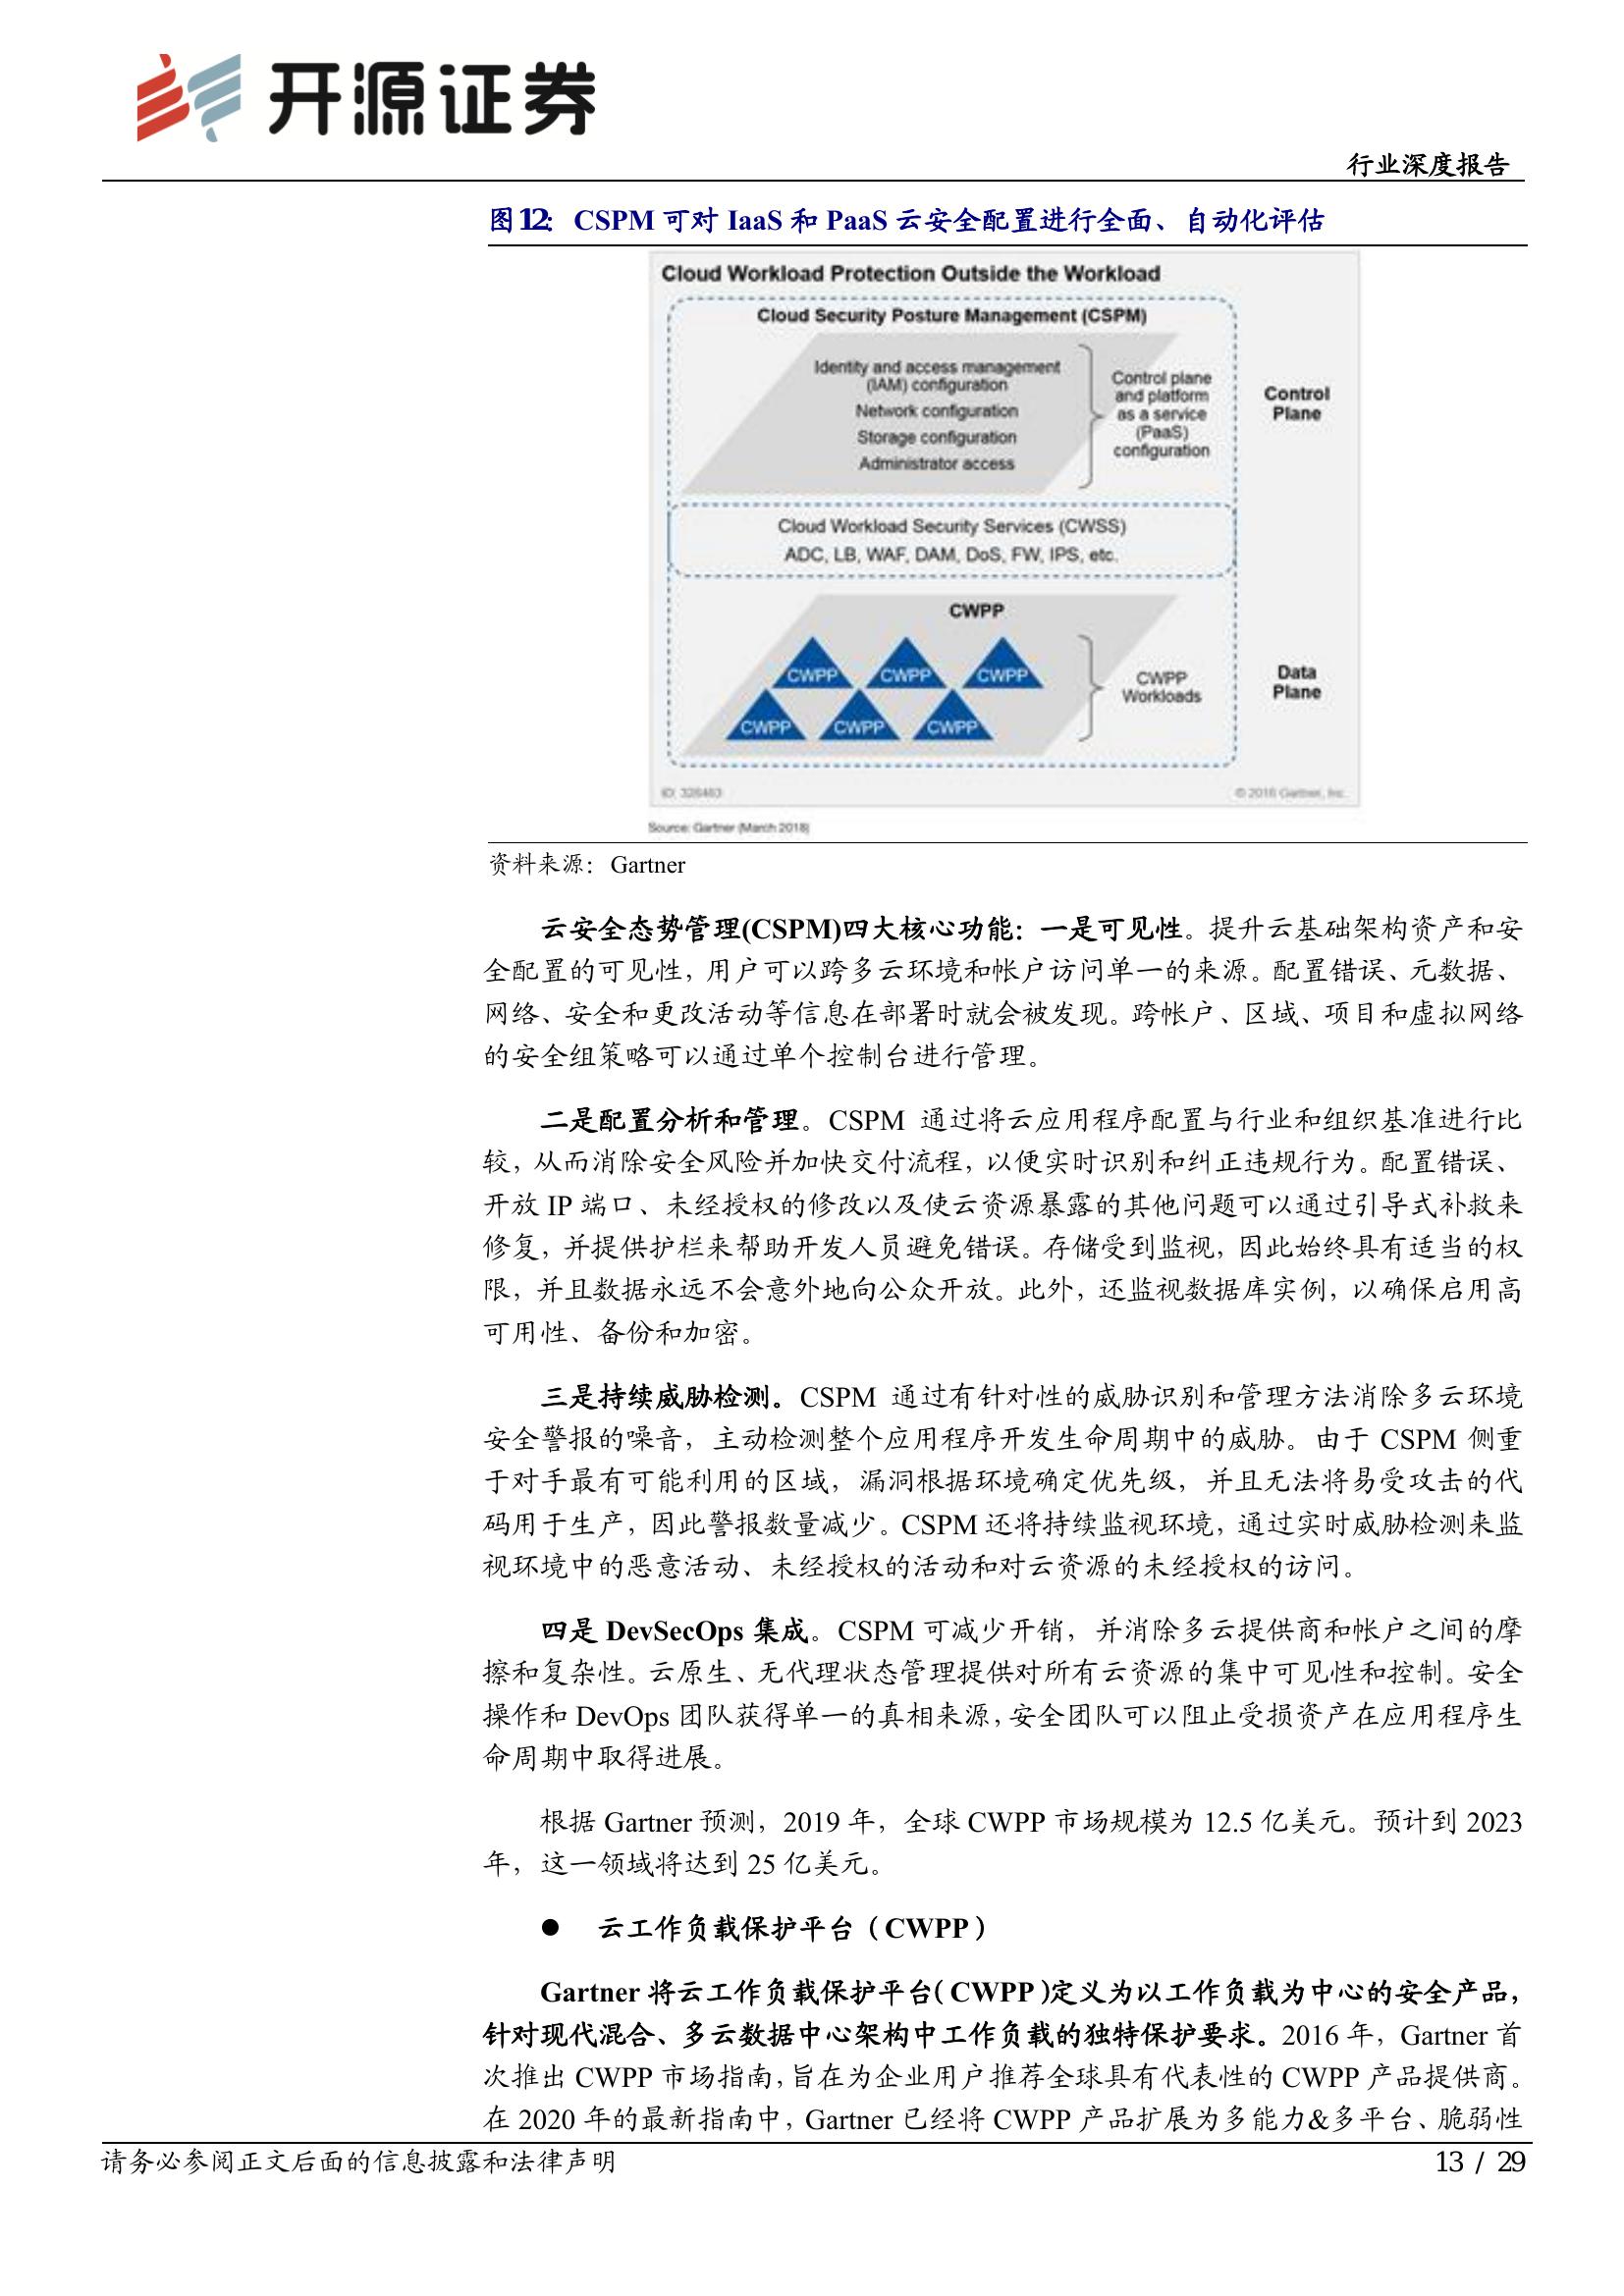 开源证券
行业深度报告
图12：CSPM 可对 IaaS 和 PaaS 云安全配置进行全面、自动化评估
Cloud Workload Protection Outside the Workload
Cloud Security Posture Management (CSPM)
Identity and access management
(IAM) configuration
Network configuration
Storage configuration
Administrator access
Control plane
and platform
as a service
(PaaS)
configuration
Control
Plane
Cloud Workload Security Services (CWSS)
ADC, LB, WAF, DAM, DoS, FW, IPS, etc.
CWPP
CWPP CWPP CWPP
CWPP CWPP CWPP
CWPP
Workloads
Data
Plane
ID: 328483
© 2018 Gartner, Inc.
Source: Gartner (March 2018)
资料来源：Gartner
云安全态势管理(CSPM)四大核心功能：一是可见性。提升云基础架构资产和安
全配置的可见性，用户可以跨多云环境和帐户访问单一的来源。配置错误、元数据、
网络、安全和更改活动等信息在部署时就会被发现。跨帐户、区域、项目和虚拟网络
的安全组策略可以通过单个控制台进行管理。
二是配置分析和管理。CSPM 通过将云应用程序配置与行业和组织基准进行比
较，从而消除安全风险并加快交付流程，以便实时识别和纠正违规行为。配置错误、
开放 IP 端口、未经授权的修改以及使云资源暴露的其他问题可以通过引导式补救来
修复，并提供护栏来帮助开发人员避免错误。存储受到监视，因此始终具有适当的权
限，并且数据永远不会意外地向公众开放。此外，还监视数据库实例，以确保启用高
可用性、备份和加密。
三是持续威胁检测。CSPM 通过有针对性的威胁识别和管理方法消除多云环境
安全警报的噪音，主动检测整个应用程序开发生命周期中的威胁。由于 CSPM 侧重
于对手最有可能利用的区域，漏洞根据环境确定优先级，并且无法将易受攻击的代
码用于生产，因此警报数量减少。CSPM 还将持续监视环境，通过实时威胁检测来监
视环境中的恶意活动、未经授权的活动和对云资源的未经授权的访问。
四是 DevSecOps 集成。CSPM 可减少开销，并消除多云提供商和帐户之间的摩
擦和复杂性。云原生、无代理状态管理提供对所有云资源的集中可见性和控制。安全
操作和 DevOps 团队获得单一的真相来源，安全团队可以阻止受损资产在应用程序生
命周期中取得进展。
根据 Gartner 预测，2019 年，全球 CWPP 市场规模为 12.5 亿美元。预计到 2023
年，这一领域将达到 25 亿美元。
● 云工作负载保护平台（CWPP）
Gartner 将云工作负载保护平台（CWPP）定义为以工作负载为中心的安全产品，
针对现代混合、多云数据中心架构中工作负载的独特保护要求。2016 年，Gartner 首
次推出 CWPP 市场指南，旨在为企业用户推荐全球具有代表性的 CWPP 产品提供商。
在 2020 年的最新指南中，Gartner 已经将 CWPP 产品扩展为多能力&多平台、脆弱性
请务必参阅正文后面的信息披露和法律声明
13 / 29